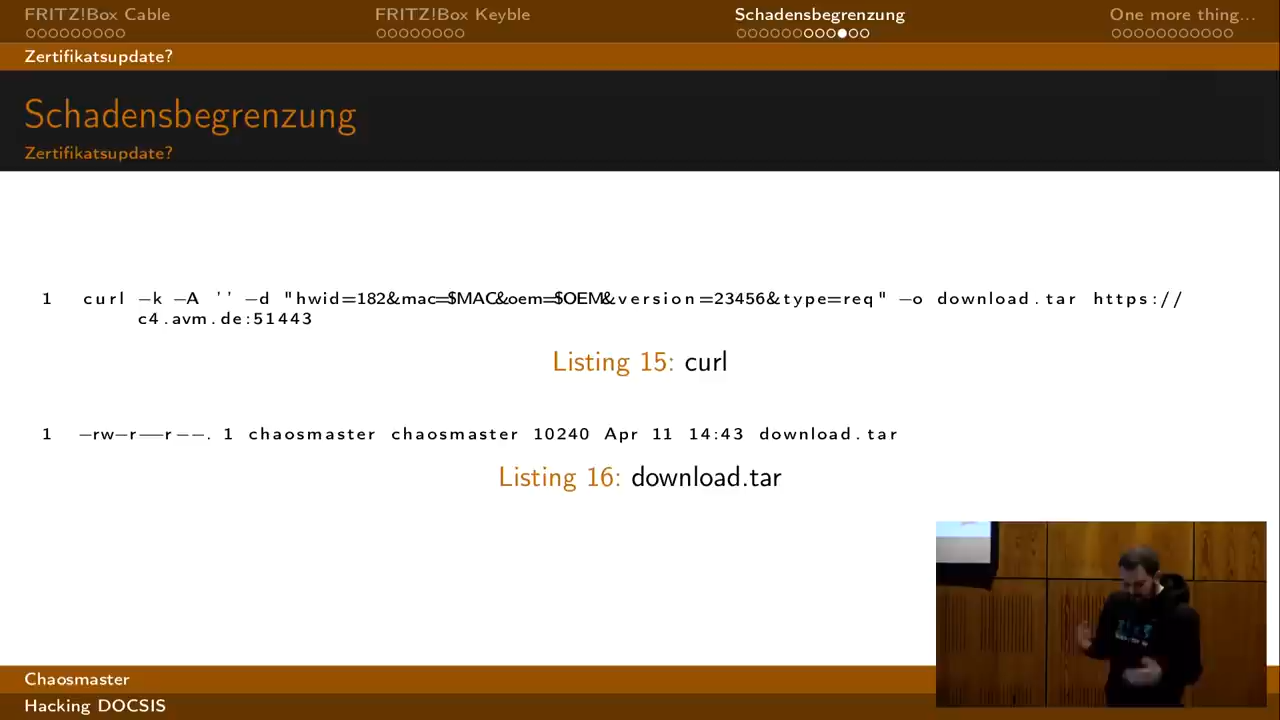 FRITZ!Box Cable
FRITZ!Box Keyble
Schadensbegrenzung
One more thing...
Zertifikatsupdate?
Schadensbegrenzung
Zertifikatsupdate?
1 curl −k −A '' −d "hwid=182&mac=$MAC&oem=$OEM&version=23456&type=req" −o download.tar https://
c4.avm.de:51443
Listing 15: curl
1 −rw−r−−r−−. 1 chaosmaster chaosmaster 10240 Apr 11 14:43 download.tar
Listing 16: download.tar
Chaosmaster
Hacking DOCSIS